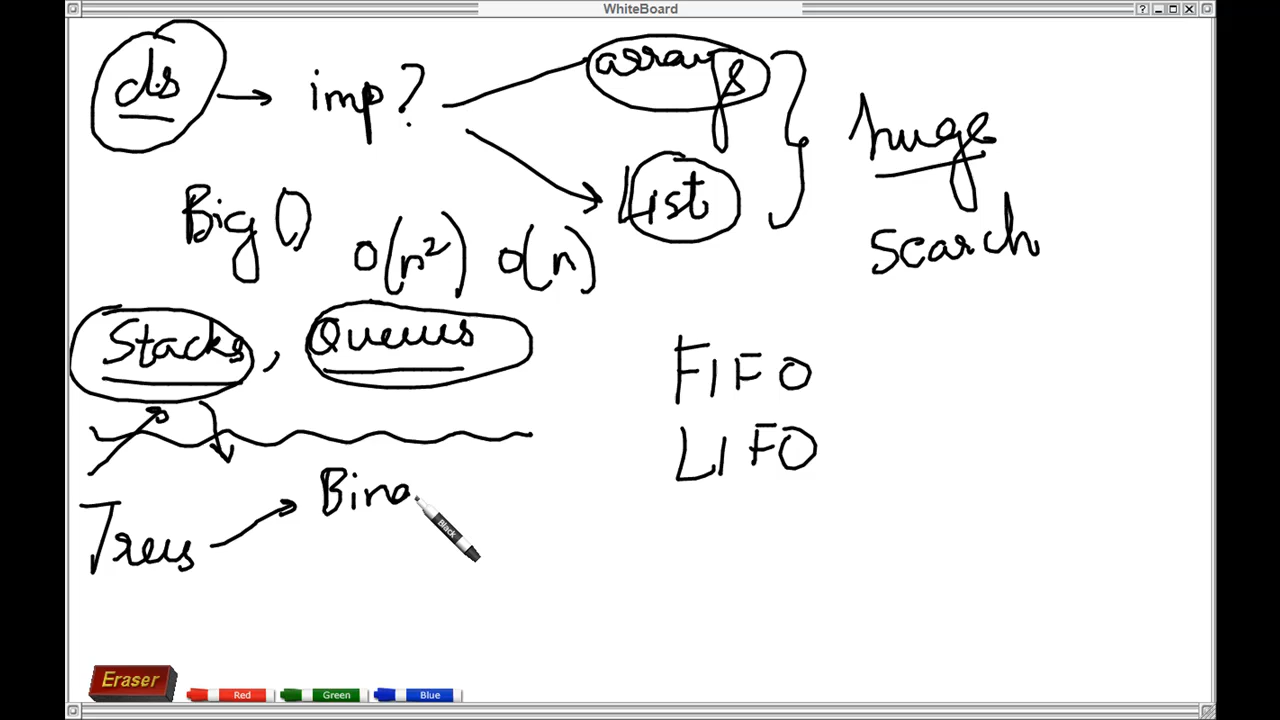 WhiteBoard
ds → imp? arrays
List
huge
search
Big O O(n²) O(n)
Stacks, Queues
FIFO
LIFO
Trees → Bina
Black
Eraser Red Green Blue